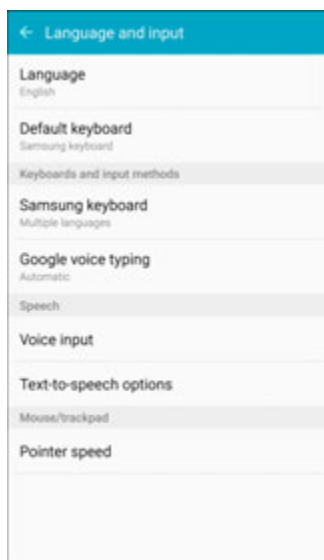 Language and input
Language
English
Default keyboard
Samsung keyboard
Keyboards and input methods
Samsung keyboard
Multiple languages
Google voice typing
Automatic
Speech
Voice input
Text-to-speech options
Mouse/trackpad
Pointer speed